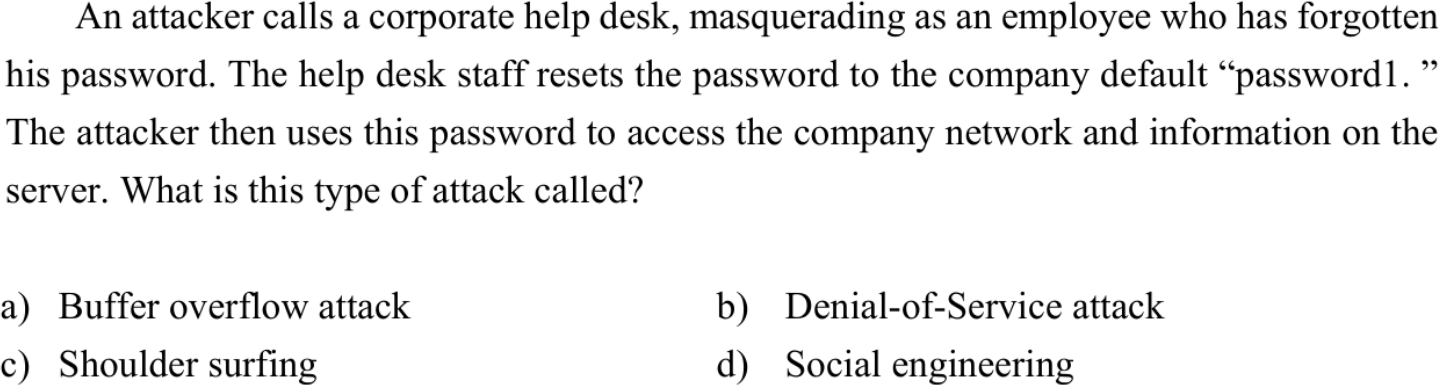 An attacker calls a corporate help desk, masquerading as an employee who has forgotten
his password. The help desk staff resets the password to the company default “password1. ”
The attacker then uses this password to access the company network and information on the
server. What is this type of attack called?
a) Buffer overflow attack b) Denial-of-Service attack
c) Shoulder surfing d) Social engineering